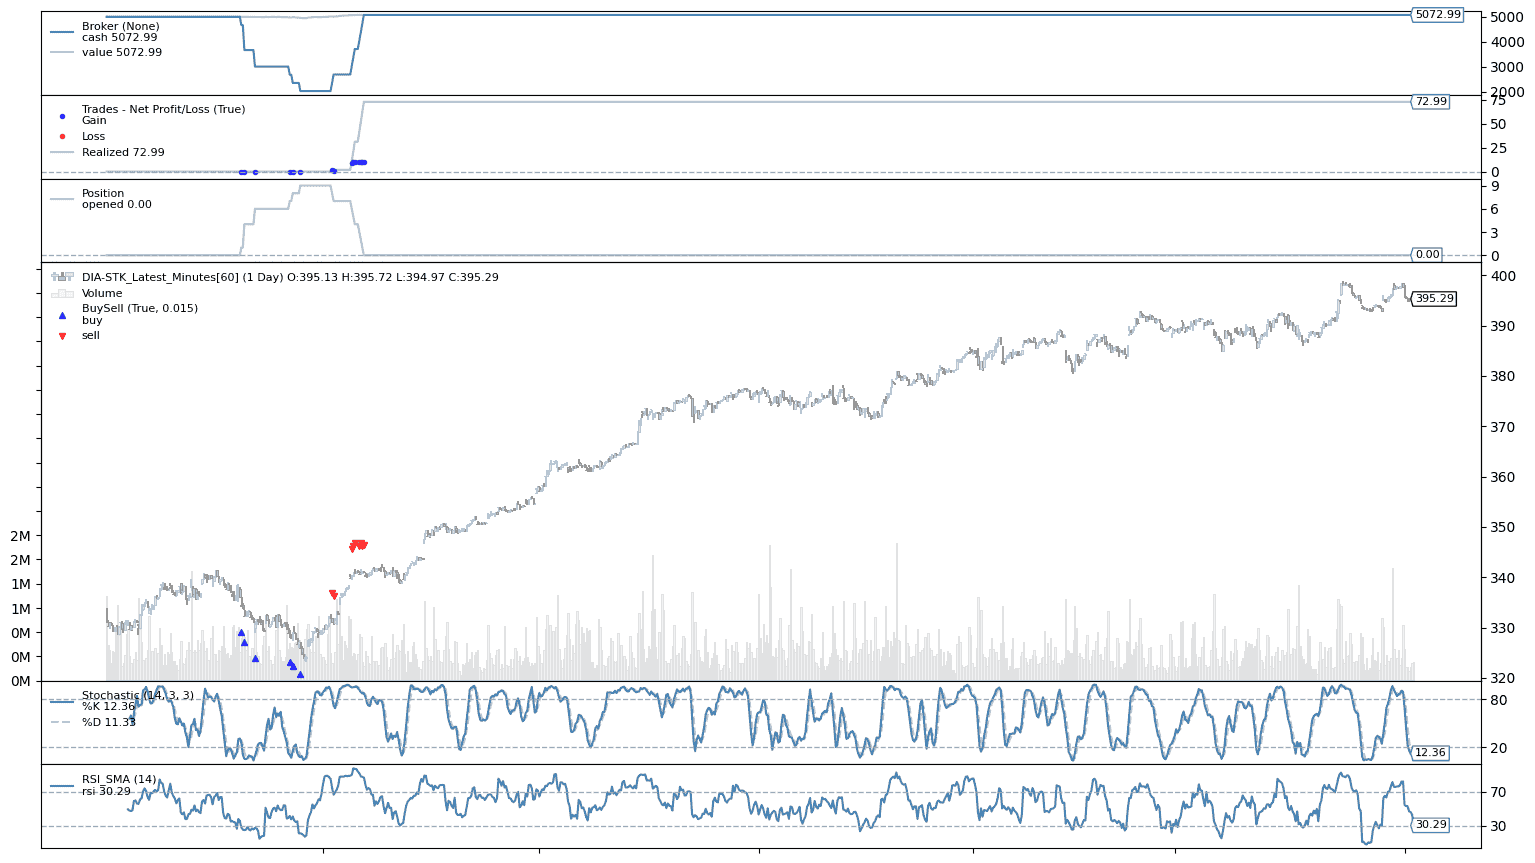 Broker (None)
cash 5072.99
value 5072.99
5072.99
5000
4000
3000
2000
Trades - Net Profit/Loss (True)
Gain
Loss
Realized 72.99
72.99
75
50
25
0
Position
opened 0.00
0.00
9
6
3
0
DIA-STK_Latest_Minutes[60] (1 Day) O:395.13 H:395.72 L:394.97 C:395.29
Volume
BuySell (True, 0.015)
buy
sell
395.29
400
390
380
370
360
350
340
330
320
2M
2M
1M
1M
0M
0M
0M
Stochastic (14, 3, 3)
%K 12.36
%D 11.33
80
20
12.36
RSI_SMA (14)
rsi 30.29
70
30
30.29